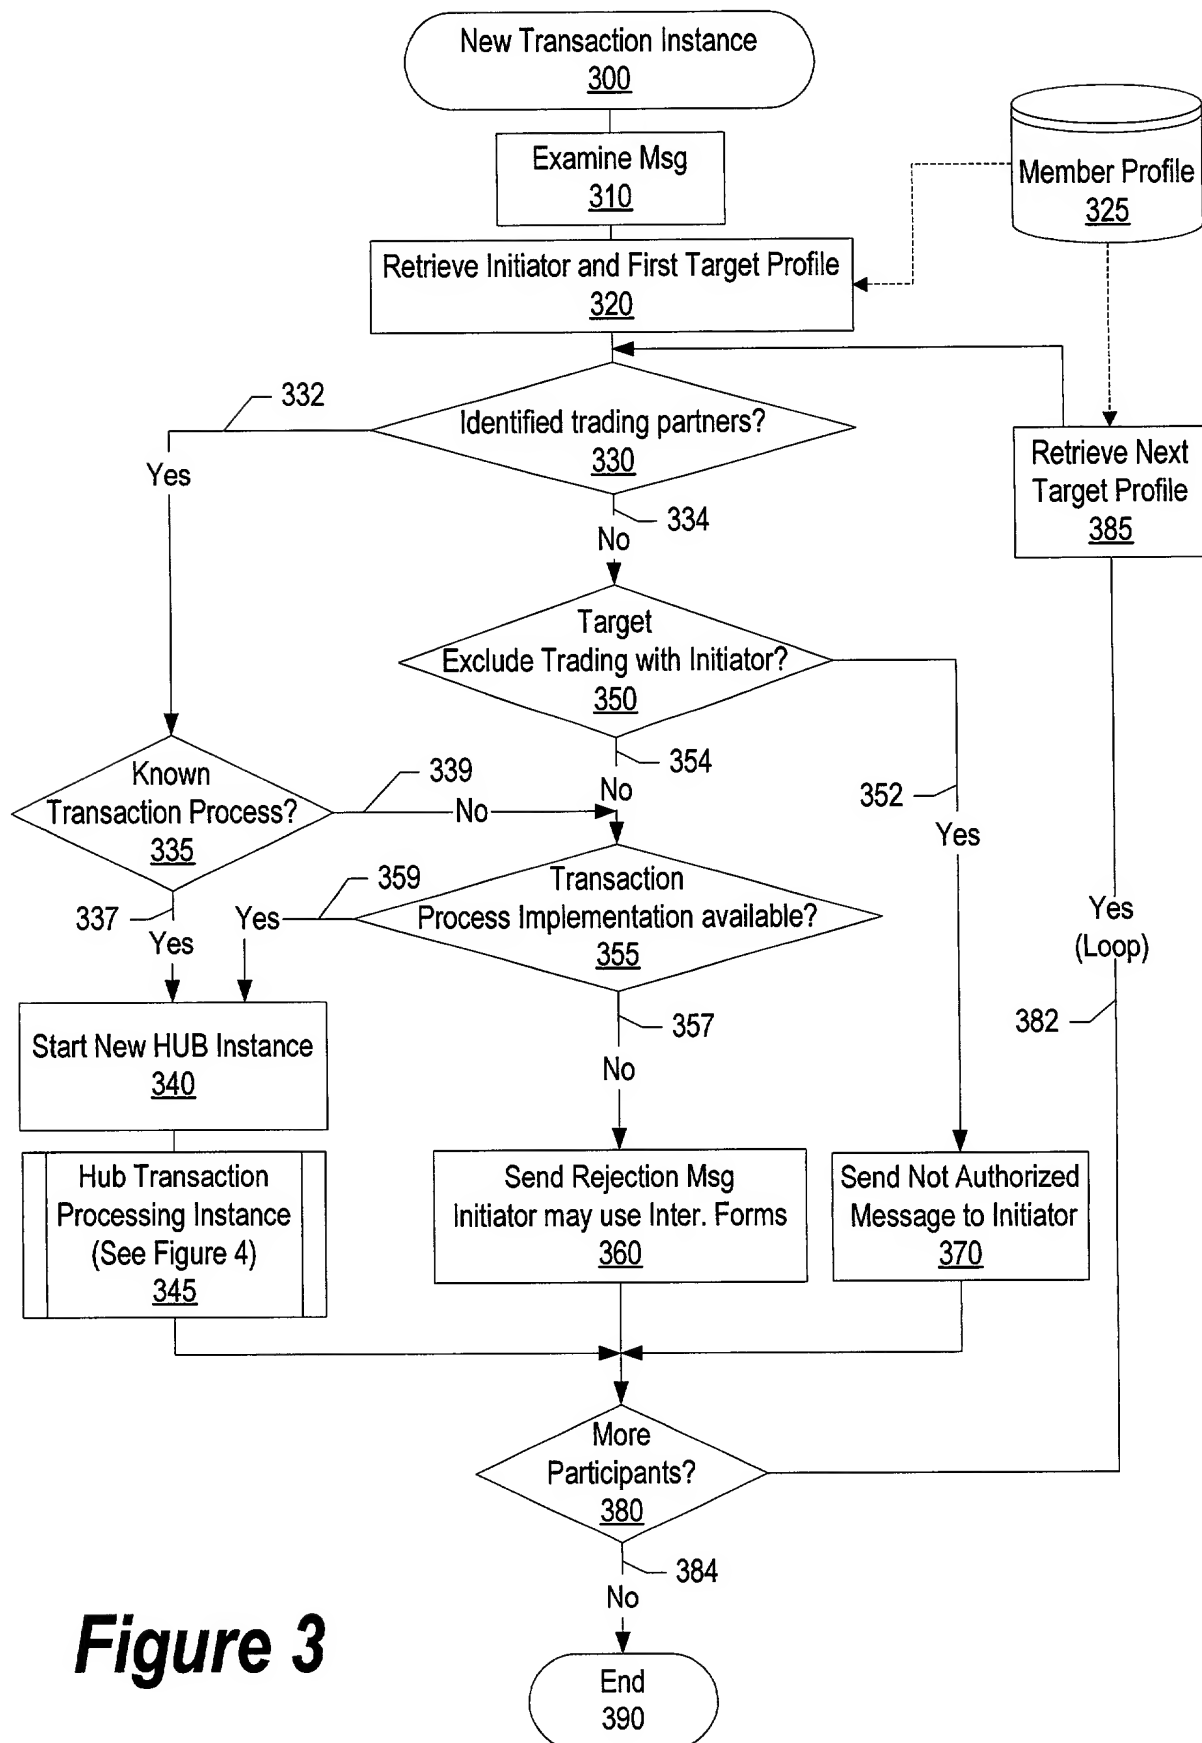 New Transaction Instance
300
Examine Msg
310
Member Profile
325
Retrieve Initiator and First Target Profile
320
332
Identified trading partners?
330
Yes
Retrieve Next
Target Profile
385
334
No
Target
Exclude Trading with Initiator?
350
354
No
352
Yes
Known
Transaction Process?
335
339
No
337
Yes
359
Yes
Transaction
Process Implementation available?
355
Yes
(Loop)
382
357
No
Start New HUB Instance
340
Hub Transaction
Processing Instance
(See Figure 4)
345
Send Rejection Msg
Initiator may use Inter. Forms
360
Send Not Authorized
Message to Initiator
370
More
Participants?
380
384
No
End
390
Figure 3